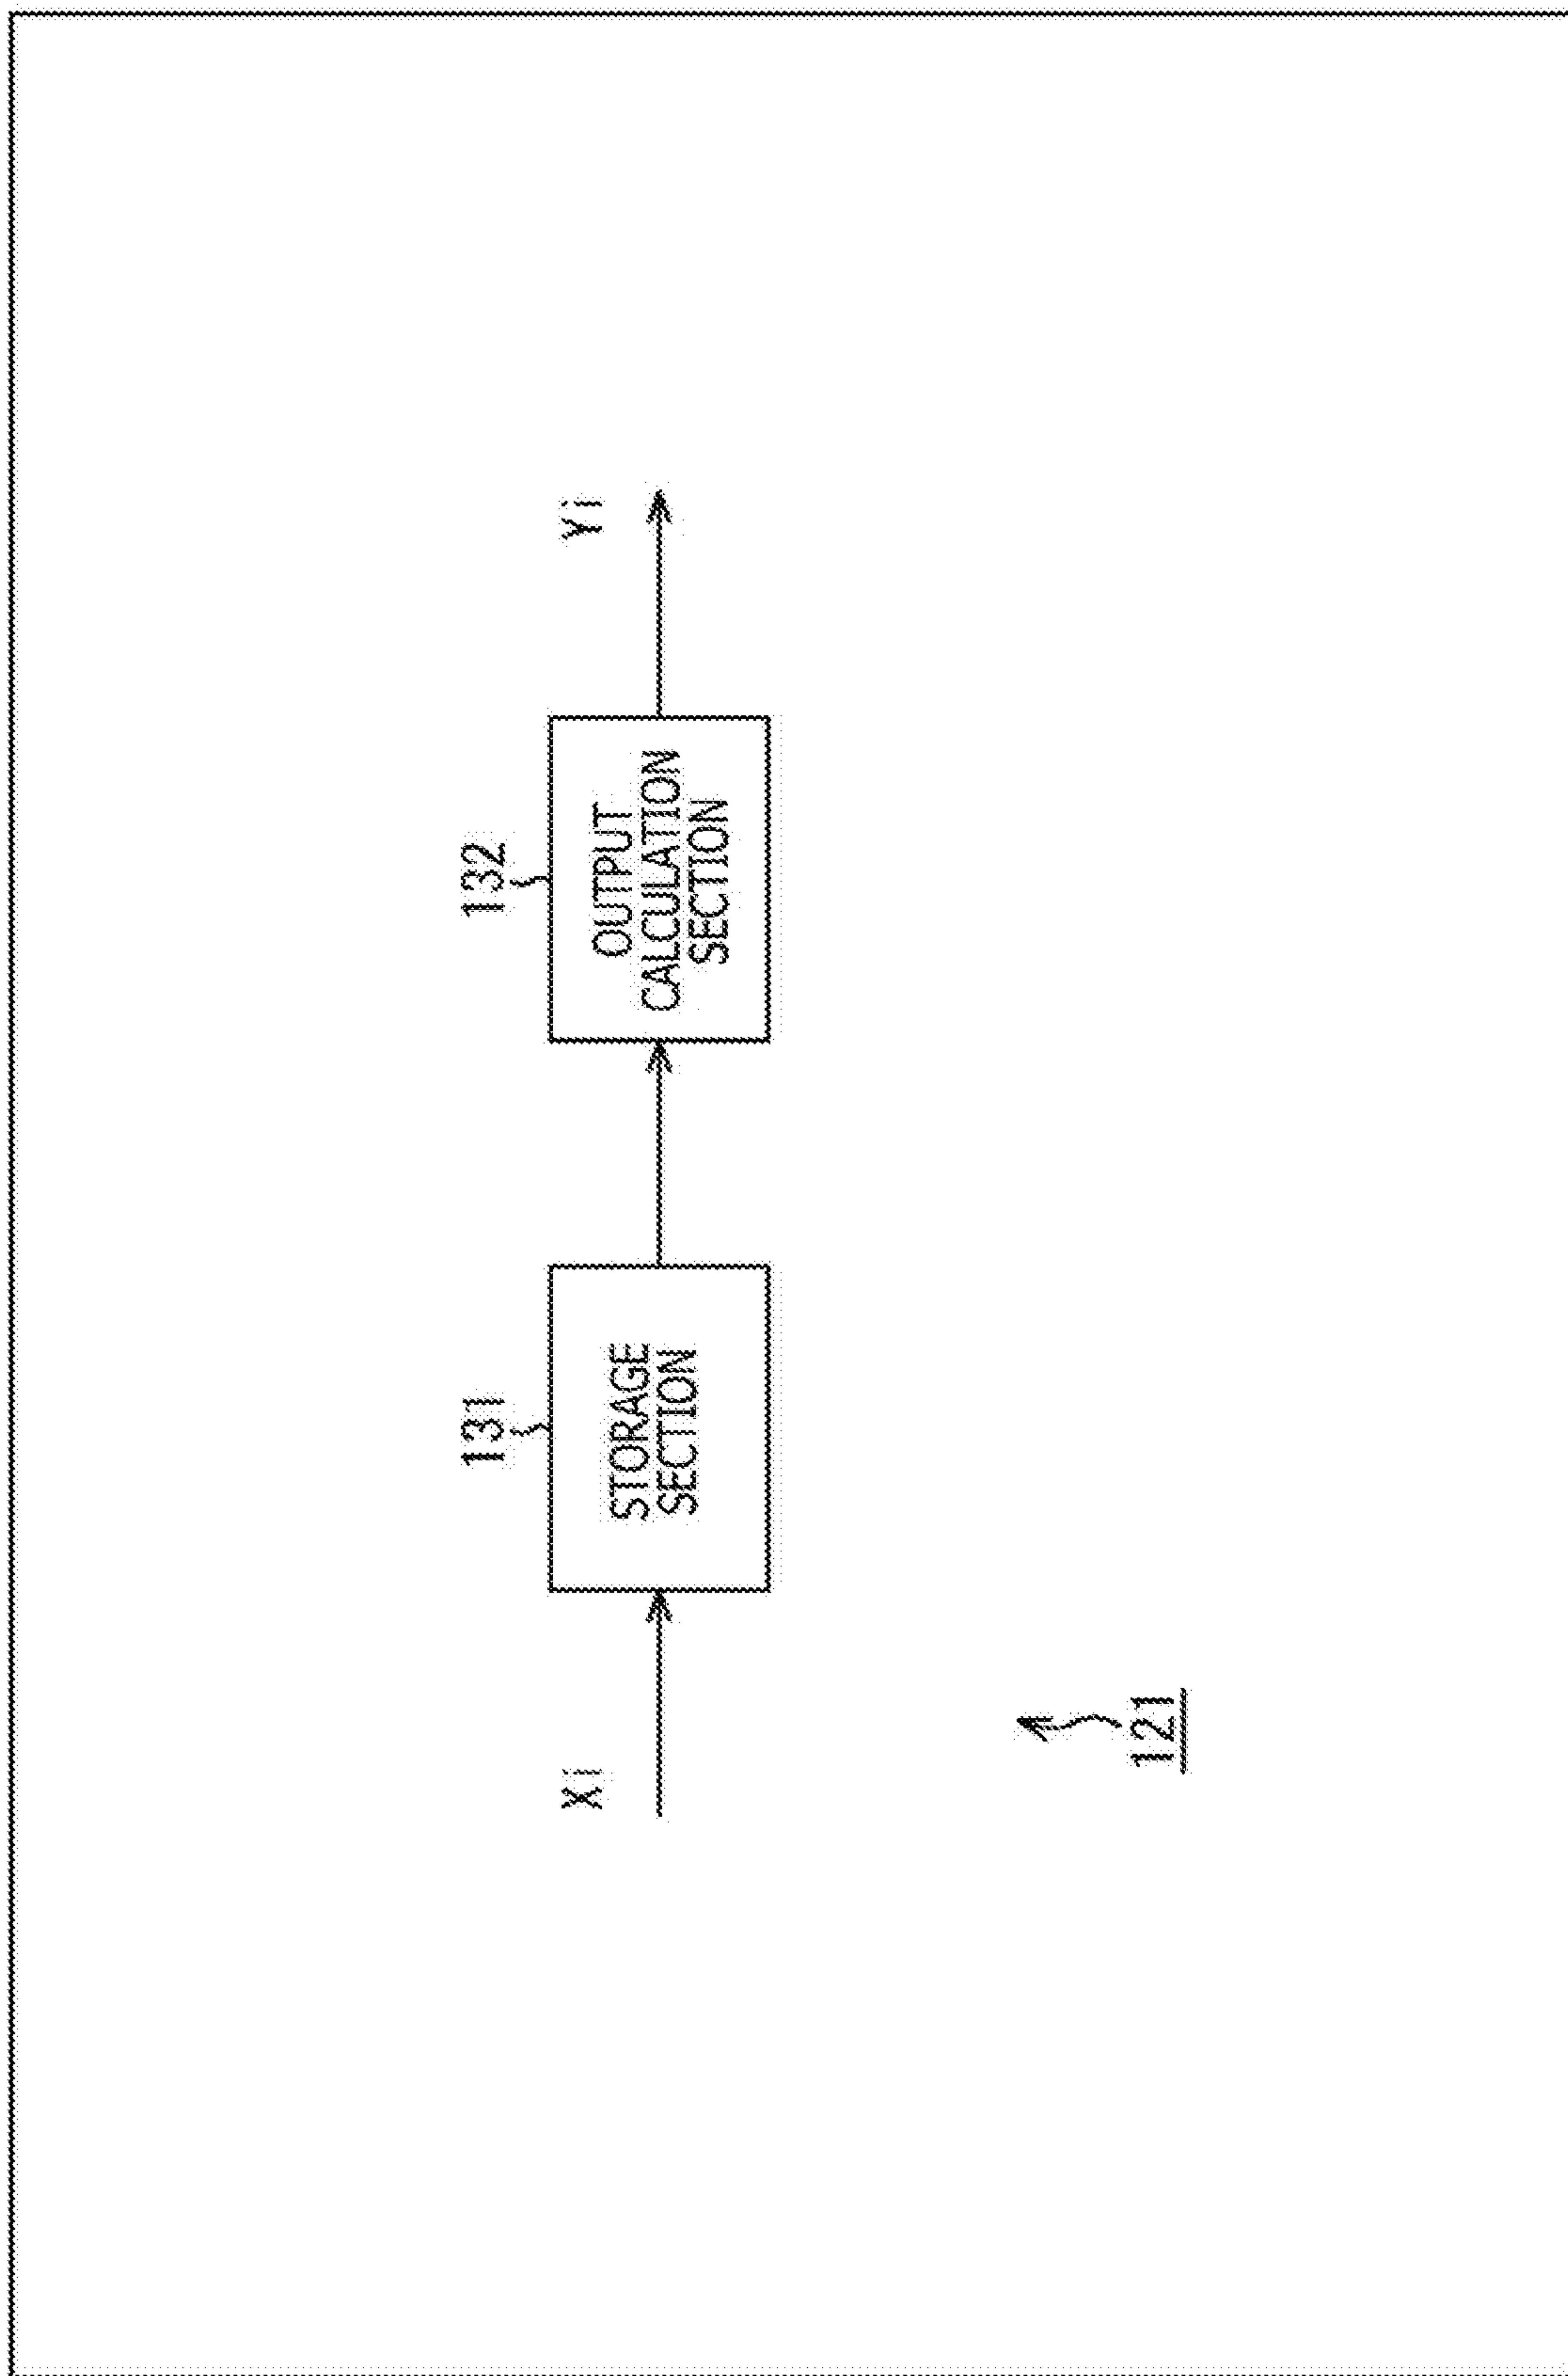 131
132
Xi
STORAGE
SECTION
OUTPUT
CALCULATION
SECTION
Yi
121